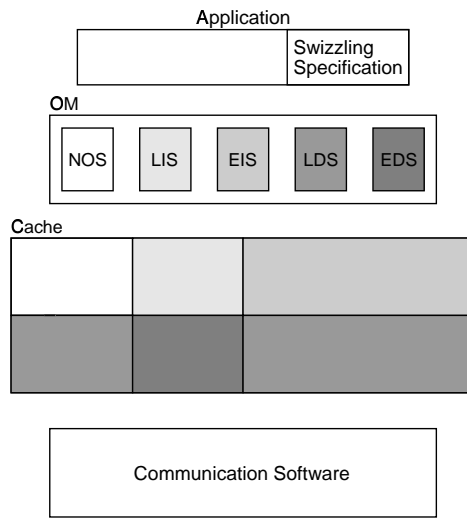 Application
Swizzling
Specification
OM
NOS LIS EIS LDS EDS
Cache
Communication Software